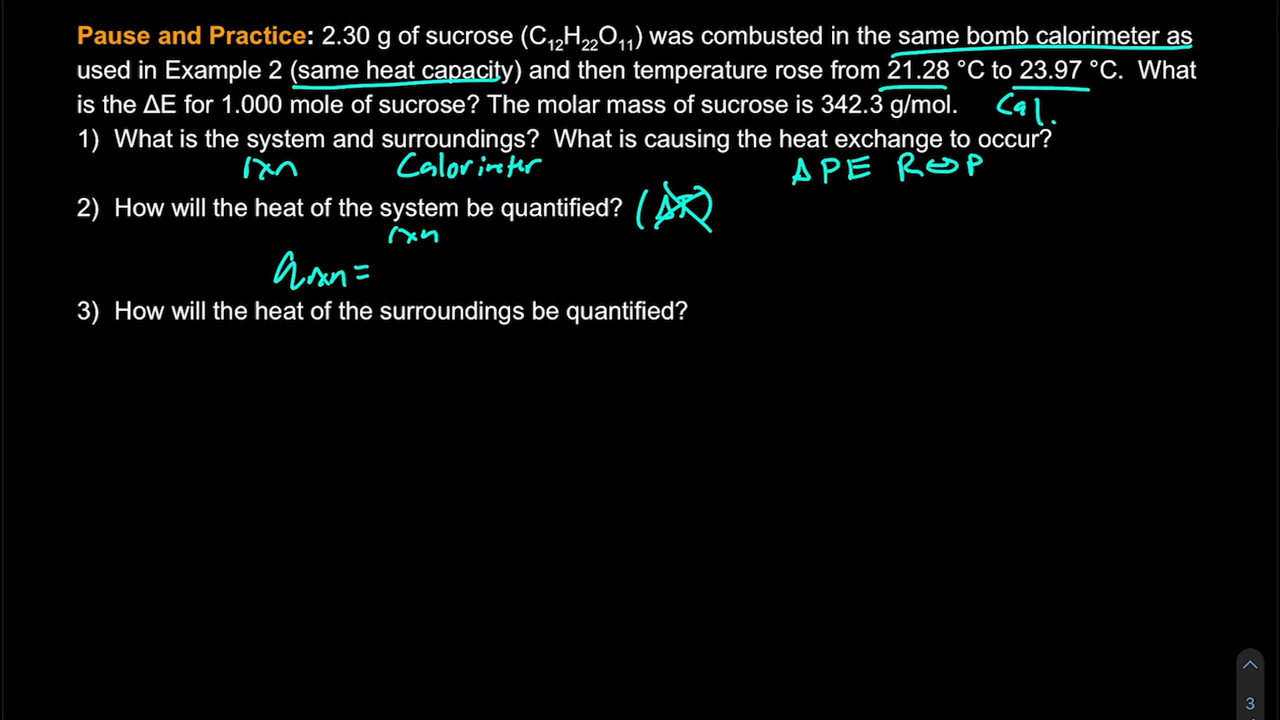 Pause and Practice: 2.30 g of sucrose (C₁₂H₂₂O₁₁) was combusted in the same bomb calorimeter as
used in Example 2 (same heat capacity) and then temperature rose from 21.28 °C to 23.97 °C. What
is the ΔE for 1.000 mole of sucrose? The molar mass of sucrose is 342.3 g/mol. Cal.
1) What is the system and surroundings? What is causing the heat exchange to occur?
rxn Calorimeter Δ PE R⇔P
2) How will the heat of the system be quantified? (ΔT)
rxn
q rxn =
3) How will the heat of the surroundings be quantified?
3